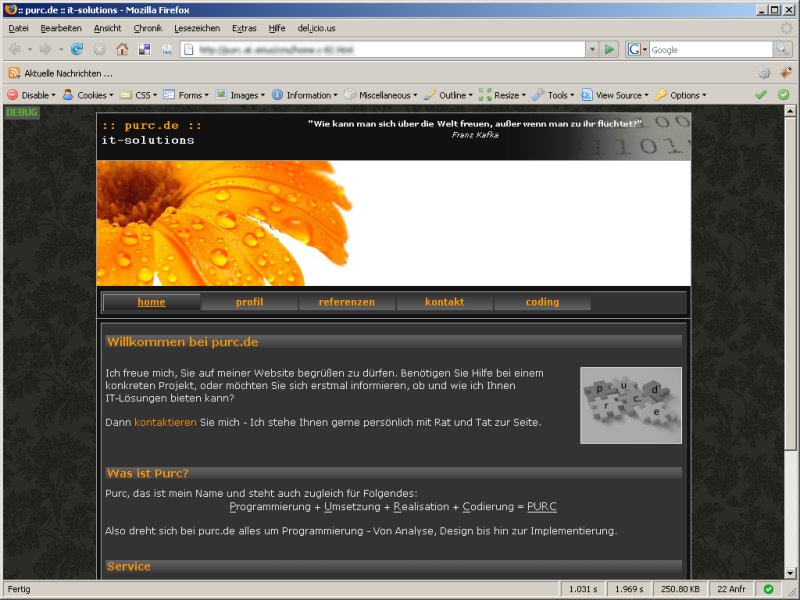 :: purc.de :: it-solutions - Mozilla Firefox
Datei Bearbeiten Ansicht Chronik Lesezeichen Extras Hilfe del.icio.us
Google
Aktuelle Nachrichten ...
Disable Cookies CSS Forms Images Information Miscellaneous Outline Resize Tools View Source Options
DEBUG
:: purc.de ::
it-solutions
"Wie kann man sich über die Welt freuen, außer wenn man zu ihr flüchtet?"
Franz Kafka
home profil referenzen kontakt coding
Willkommen bei purc.de
Ich freue mich, Sie auf meiner Website begrüßen zu dürfen. Benötigen Sie Hilfe bei einem
konkreten Projekt, oder möchten Sie sich erstmal informieren, ob und wie ich Ihnen
IT-Lösungen bieten kann?
Dann kontaktieren Sie mich - Ich stehe Ihnen gerne persönlich mit Rat und Tat zur Seite.
p u d
r c. e
Was ist Purc?
Purc, das ist mein Name und steht auch zugleich für Folgendes:
Programmierung + Umsetzung + Realisation + Codierung = PURC
Also dreht sich bei purc.de alles um Programmierung - Von Analyse, Design bis hin zur Implementierung.
Service
Fertig 1.031 s 1.969 s 250.80 KB 22 Anfr